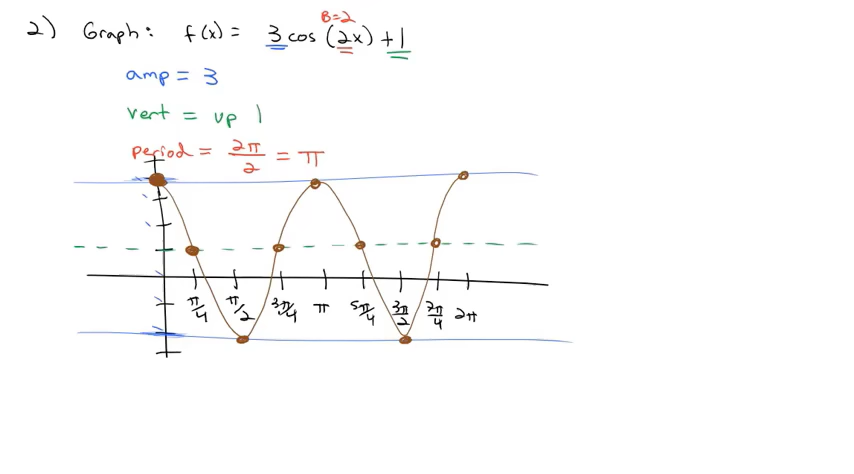 B=2
2) Graph: f(x) = 3 cos (2x) + 1
amp = 3
vert = up 1
period = 2π/2 = π
π/4 π/2 3π/4 π 5π/4 3π/2 7π/4 2π